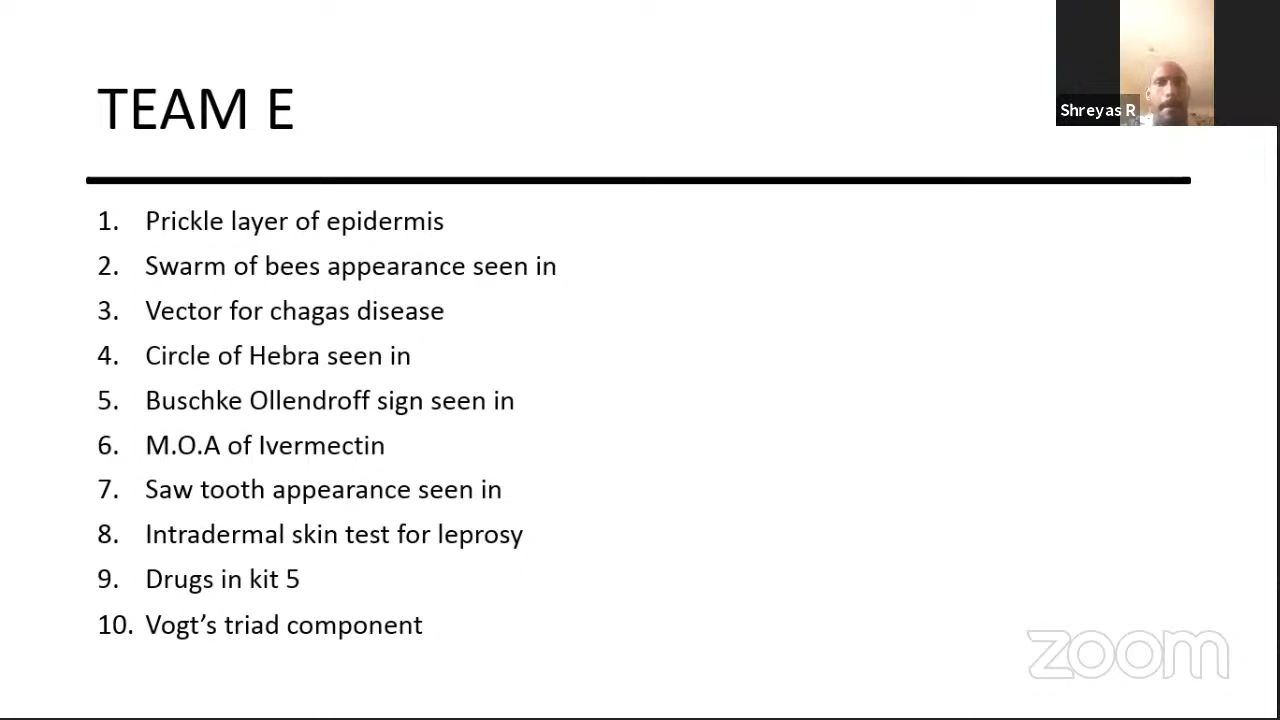 TEAM E
Shreyas R
1. Prickle layer of epidermis
2. Swarm of bees appearance seen in
3. Vector for chagas disease
4. Circle of Hebra seen in
5. Buschke Ollendroff sign seen in
6. M.O.A of Ivermectin
7. Saw tooth appearance seen in
8. Intradermal skin test for leprosy
9. Drugs in kit 5
10. Vogt’s triad component
zoom